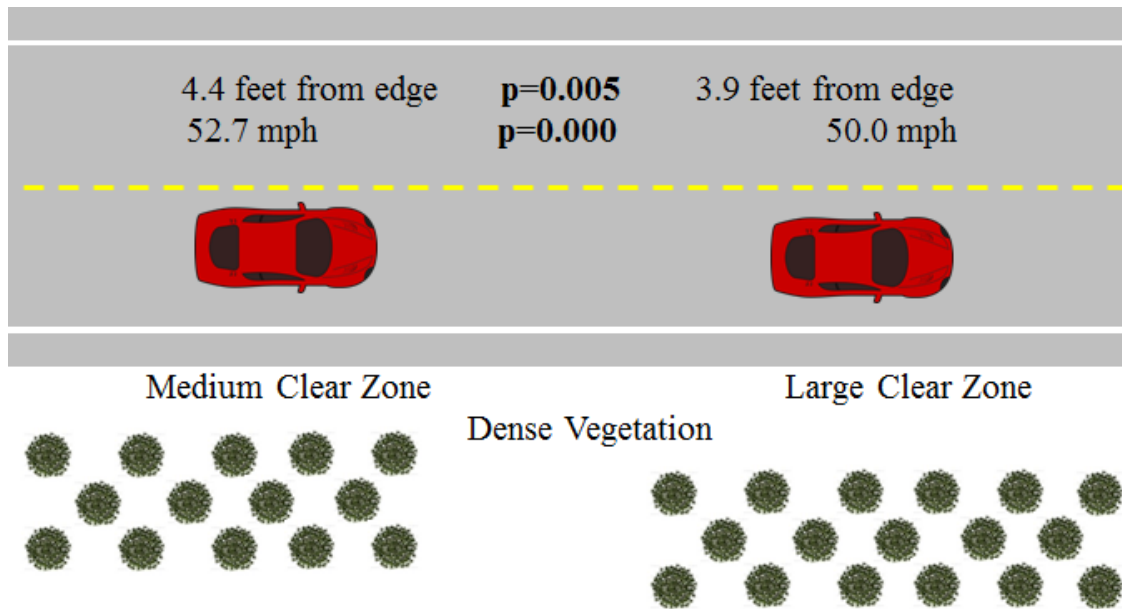 4.4 feet from edge p=0.005 3.9 feet from edge
52.7 mph p=0.000 50.0 mph
Medium Clear Zone Large Clear Zone
Dense Vegetation